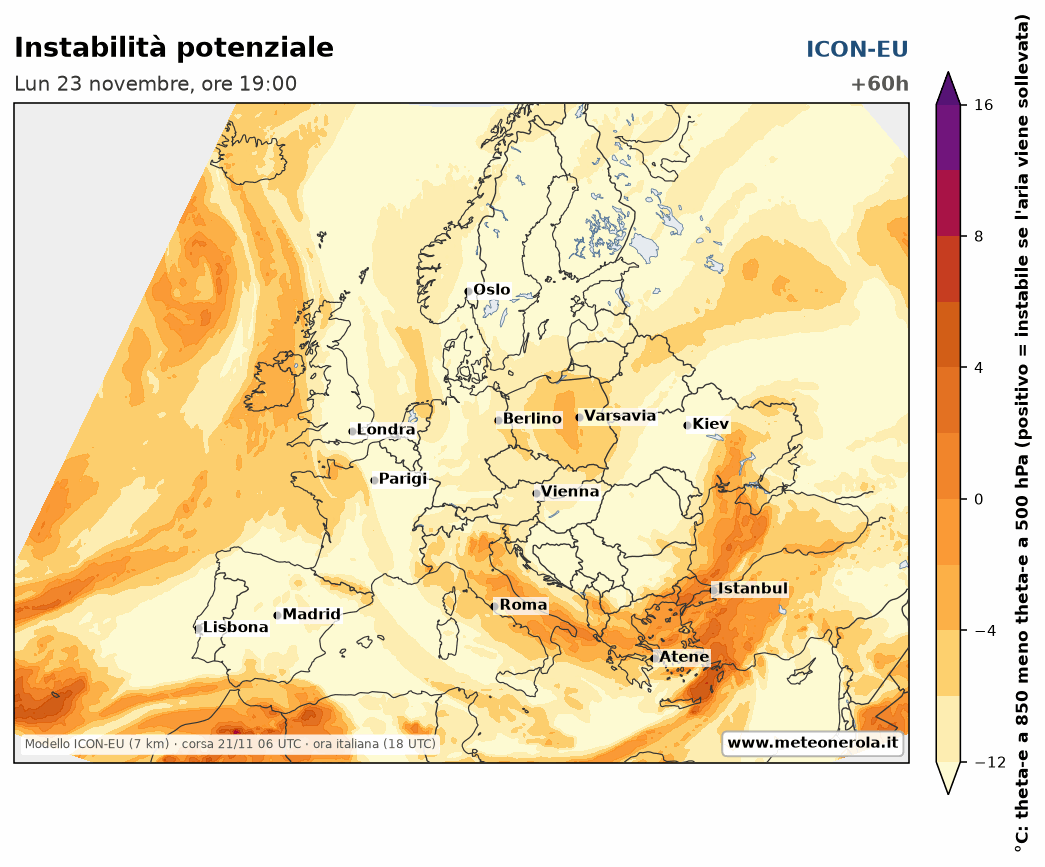 Instabilità potenziale
ICON-EU
Lun 23 novembre, ore 19:00
+60h
Oslo
Berlino
Varsavia
Kiev
Londra
Parigi
Vienna
Istanbul
Roma
Madrid
Lisbona
Atene
Modello ICON-EU (7 km) · corsa 21/11 06 UTC · ora italiana (18 UTC)
www.meteonerola.it
16
8
4
0
−4
−12
°C: theta-e a 850 meno theta-e a 500 hPa (positivo = instabile se l'aria viene sollevata)